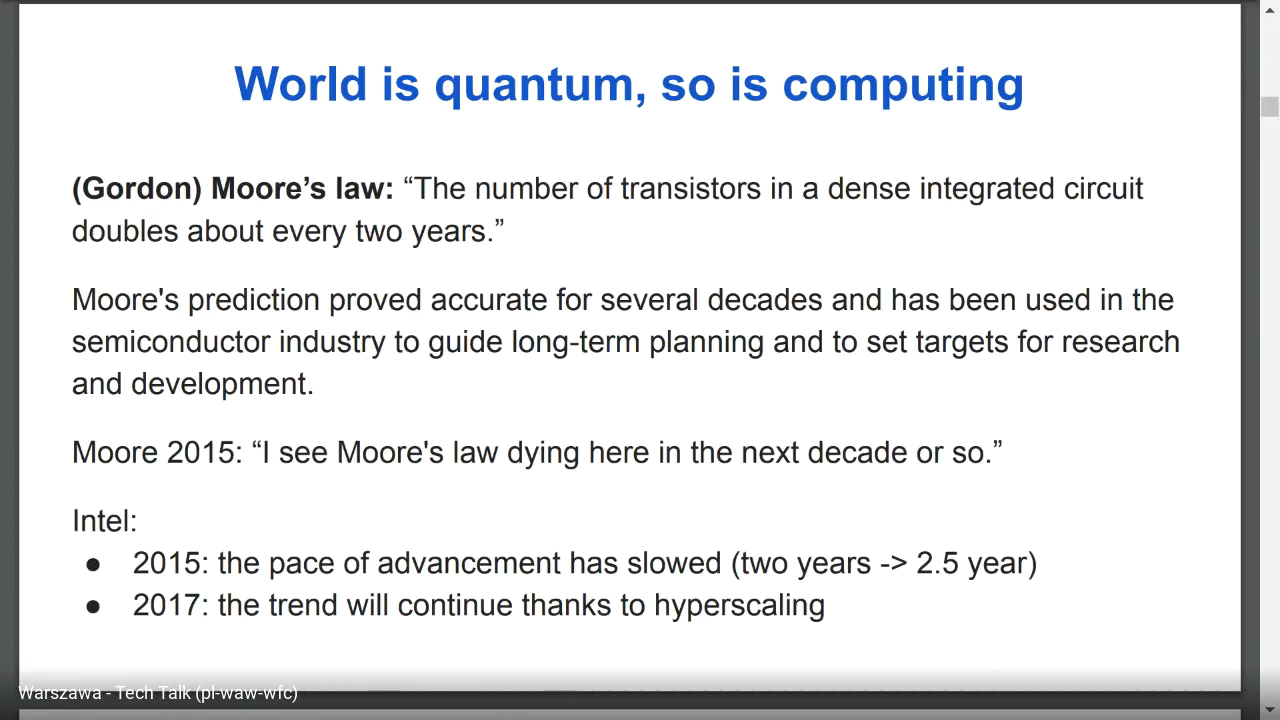 World is quantum, so is computing
(Gordon) Moore’s law: “The number of transistors in a dense integrated circuit
doubles about every two years.”
Moore's prediction proved accurate for several decades and has been used in the
semiconductor industry to guide long-term planning and to set targets for research
and development.
Moore 2015: “I see Moore's law dying here in the next decade or so.”
Intel:
● 2015: the pace of advancement has slowed (two years -> 2.5 year)
● 2017: the trend will continue thanks to hyperscaling
Warszawa - Tech Talk (pl-waw-wfc)